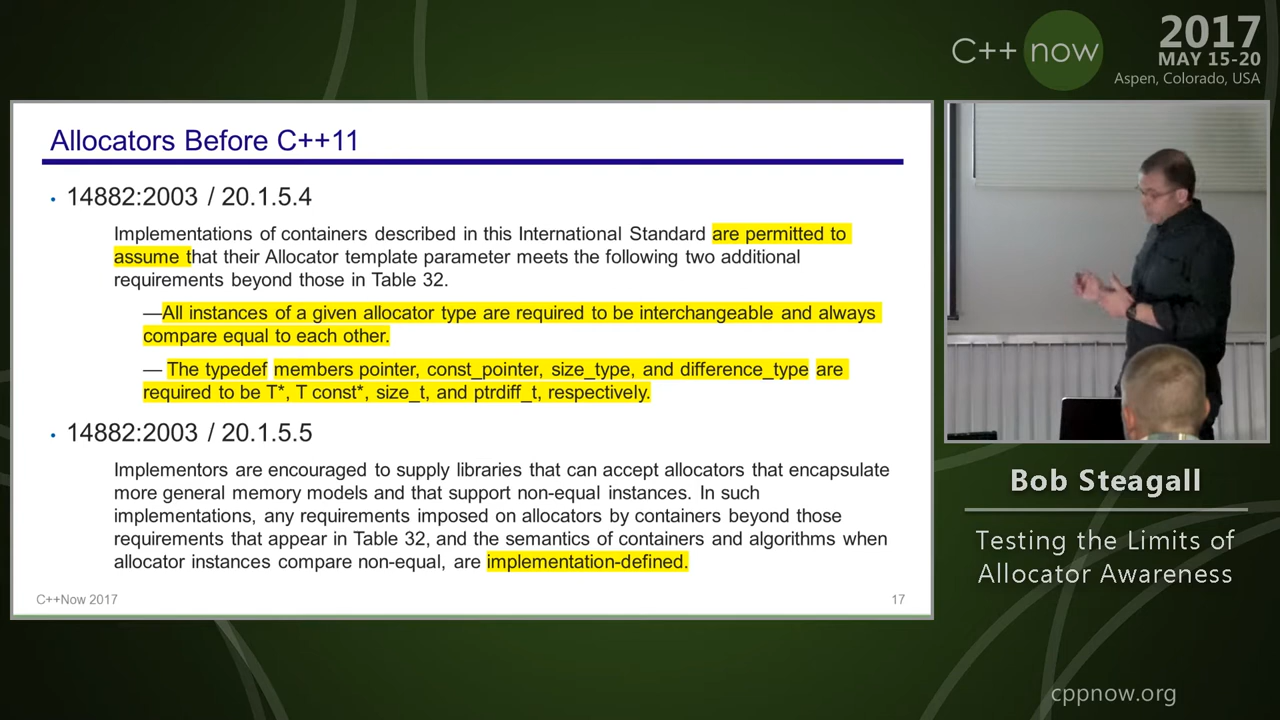 C++ now
2017
MAY 15-20
Aspen, Colorado, USA
Allocators Before C++11
• 14882:2003 / 20.1.5.4
Implementations of containers described in this International Standard are permitted to
assume that their Allocator template parameter meets the following two additional
requirements beyond those in Table 32.
—All instances of a given allocator type are required to be interchangeable and always
compare equal to each other.
— The typedef members pointer, const_pointer, size_type, and difference_type are
required to be T*, T const*, size_t, and ptrdiff_t, respectively.
• 14882:2003 / 20.1.5.5
Implementors are encouraged to supply libraries that can accept allocators that encapsulate
more general memory models and that support non-equal instances. In such
implementations, any requirements imposed on allocators by containers beyond those
requirements that appear in Table 32, and the semantics of containers and algorithms when
allocator instances compare non-equal, are implementation-defined.
C++Now 2017
17
Bob Steagall
Testing the Limits of
Allocator Awareness
cppnow.org